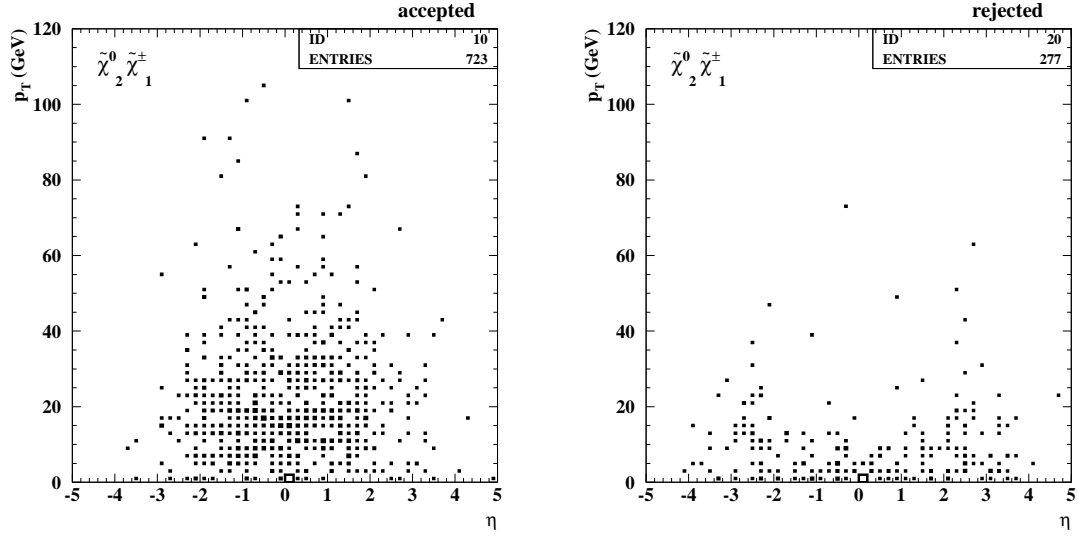 accepted
ID 10
ENTRIES 723
χ̃⁰₂ χ̃±₁
p_T (GeV)
120
100
80
60
40
20
0
-5 -4 -3 -2 -1 0 1 2 3 4 5
η
rejected
ID 20
ENTRIES 277
χ̃⁰₂ χ̃±₁
p_T (GeV)
120
100
80
60
40
20
0
-5 -4 -3 -2 -1 0 1 2 3 4 5
η